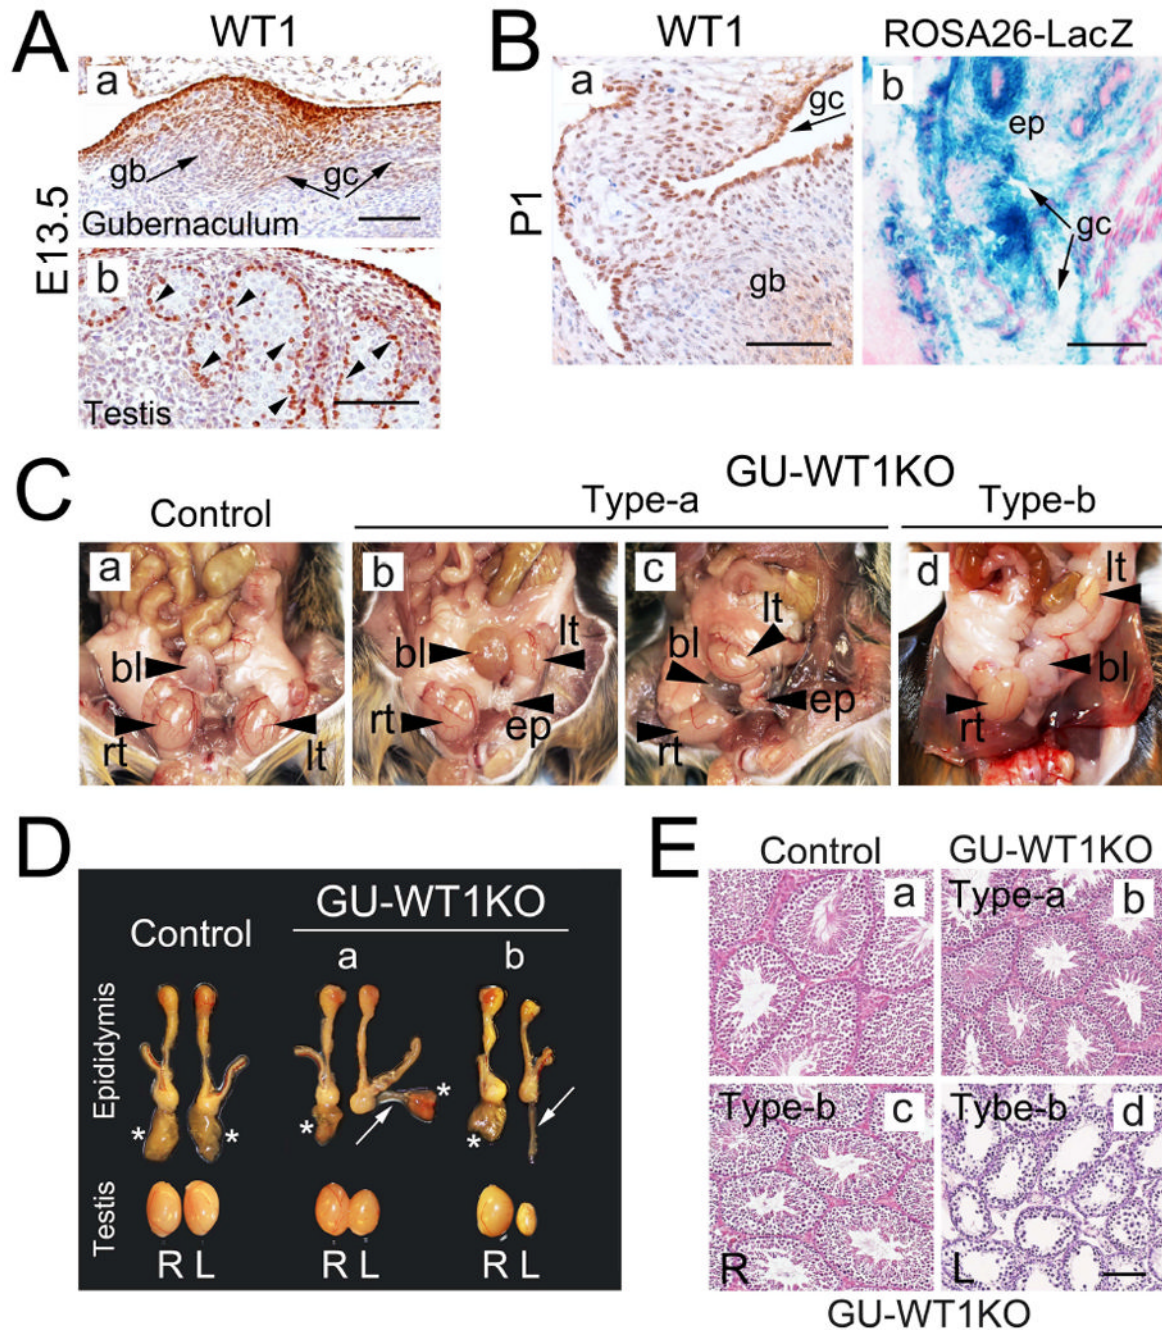 A
WT1
a
gb
gc
Gubernaculum
E13.5
b
Testis
B
WT1
ROSA26-LacZ
P1
a
gc
gb
b
ep
gc
C
GU-WT1KO
Control
Type-a
Type-b
a
bl
rt
lt
b
bl
lt
rt
ep
c
lt
bl
ep
rt
d
lt
bl
rt
D
GU-WT1KO
Control
a
b
Epididymis
*
*
*
*
*
Testis
R L
R L
R L
E
Control
GU-WT1KO
a
Type-a
b
Type-b
c
R
Tybe-b
d
L
GU-WT1KO